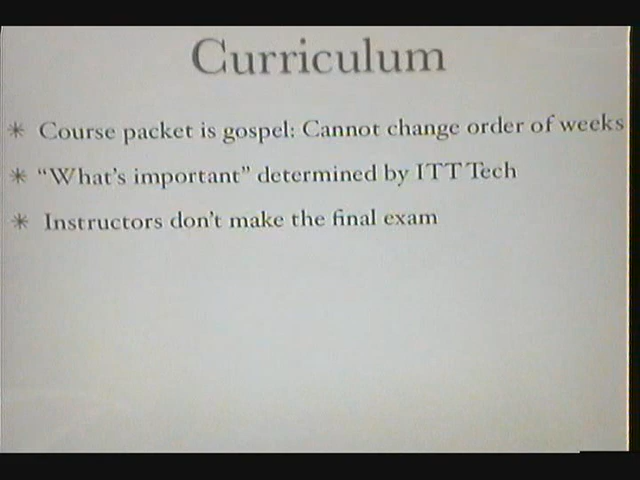 Curriculum
✳ Course packet is gospel: Cannot change order of weeks
✳ “What’s important” determined by ITT Tech
✳ Instructors don’t make the final exam